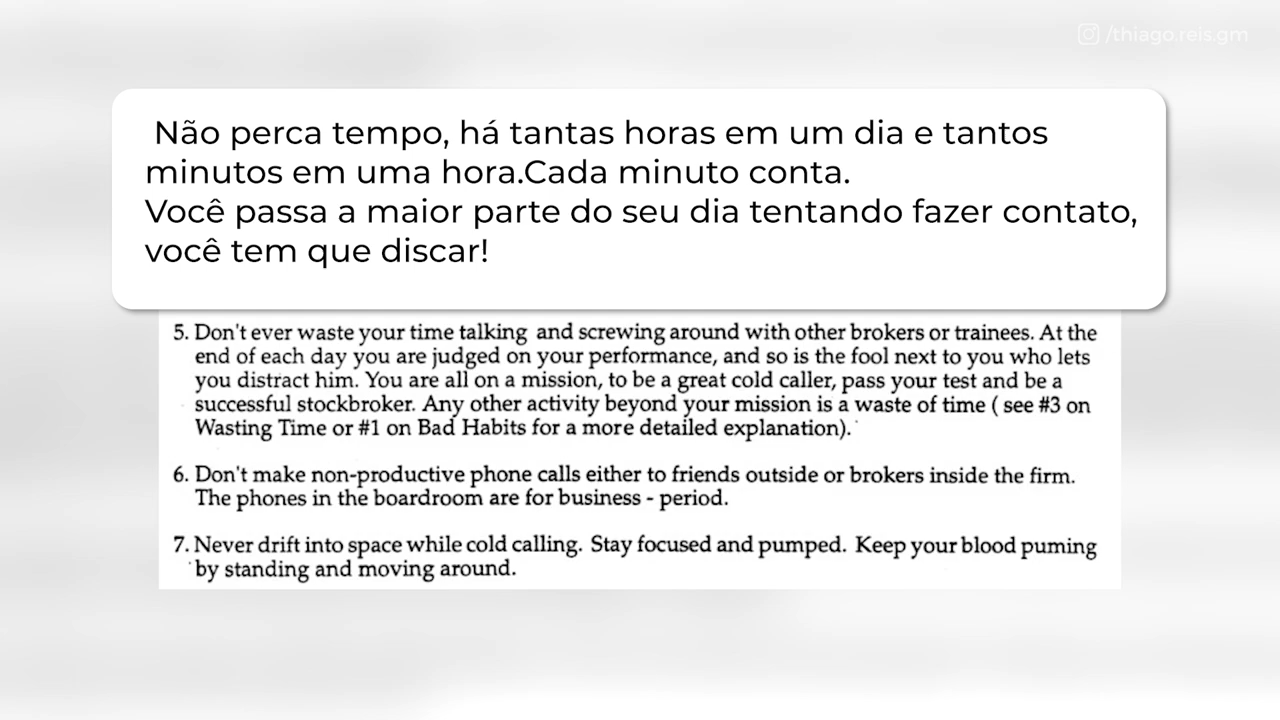 /thiago.reis.gm
Não perca tempo, há tantas horas em um dia e tantos
minutos em uma hora.Cada minuto conta.
Você passa a maior parte do seu dia tentando fazer contato,
você tem que discar!
5. Don't ever waste your time talking and screwing around with other brokers or trainees. At the
end of each day you are judged on your performance, and so is the fool next to you who lets
you distract him. You are all on a mission, to be a great cold caller, pass your test and be a
successful stockbroker. Any other activity beyond your mission is a waste of time ( see #3 on
Wasting Time or #1 on Bad Habits for a more detailed explanation).
6. Don't make non-productive phone calls either to friends outside or brokers inside the firm.
The phones in the boardroom are for business - period.
7. Never drift into space while cold calling. Stay focused and pumped. Keep your blood puming
by standing and moving around.